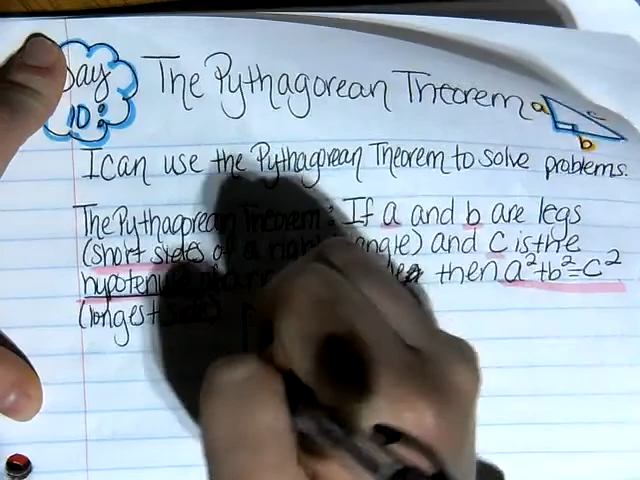 Day 10:
The Pythagorean Theorem
a c
b
I can use the Pythagorean Theorem to solve problems.
The Pythagorean Theorem: If a and b are legs
(short sides of a right angle) and c is the
hypotenuse then a²+b²=c²
(longest side)